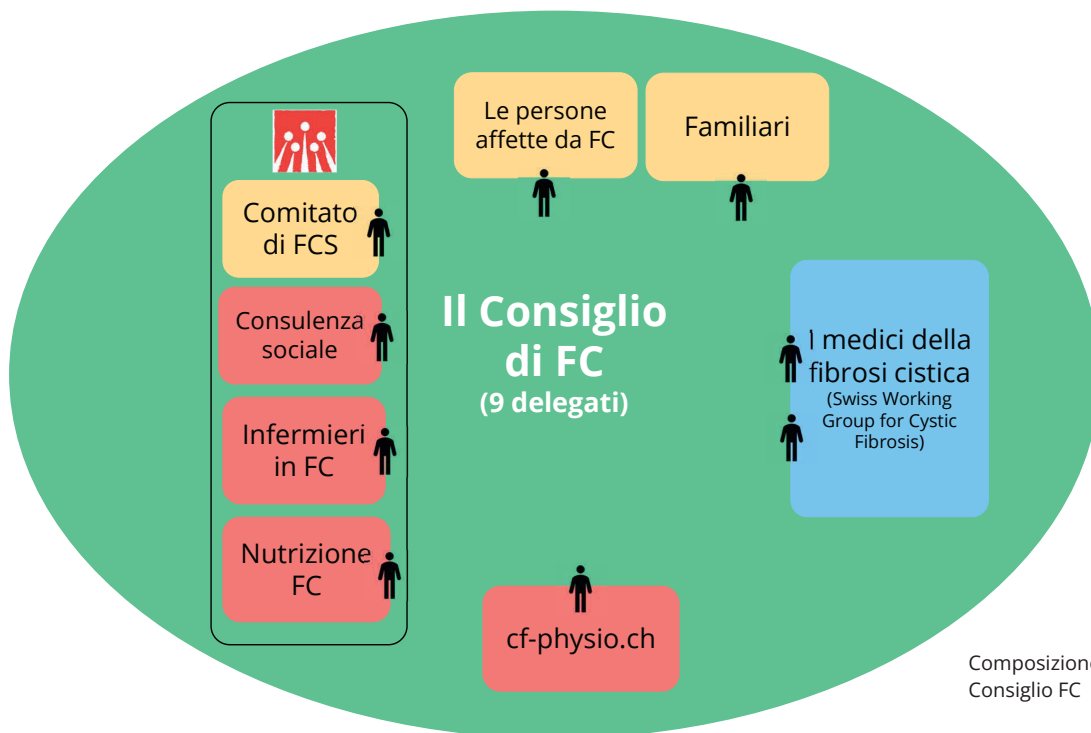 Le persone
affette da FC
Familiari
Comitato
di FCS
Consulenza
sociale
Infermieri
in FC
Nutrizione
FC
Il Consiglio
di FC
(9 delegati)
I medici della
fibrosi cistica
(Swiss Working
Group for Cystic
Fibrosis)
cf-physio.ch
Composizione
Consiglio FC